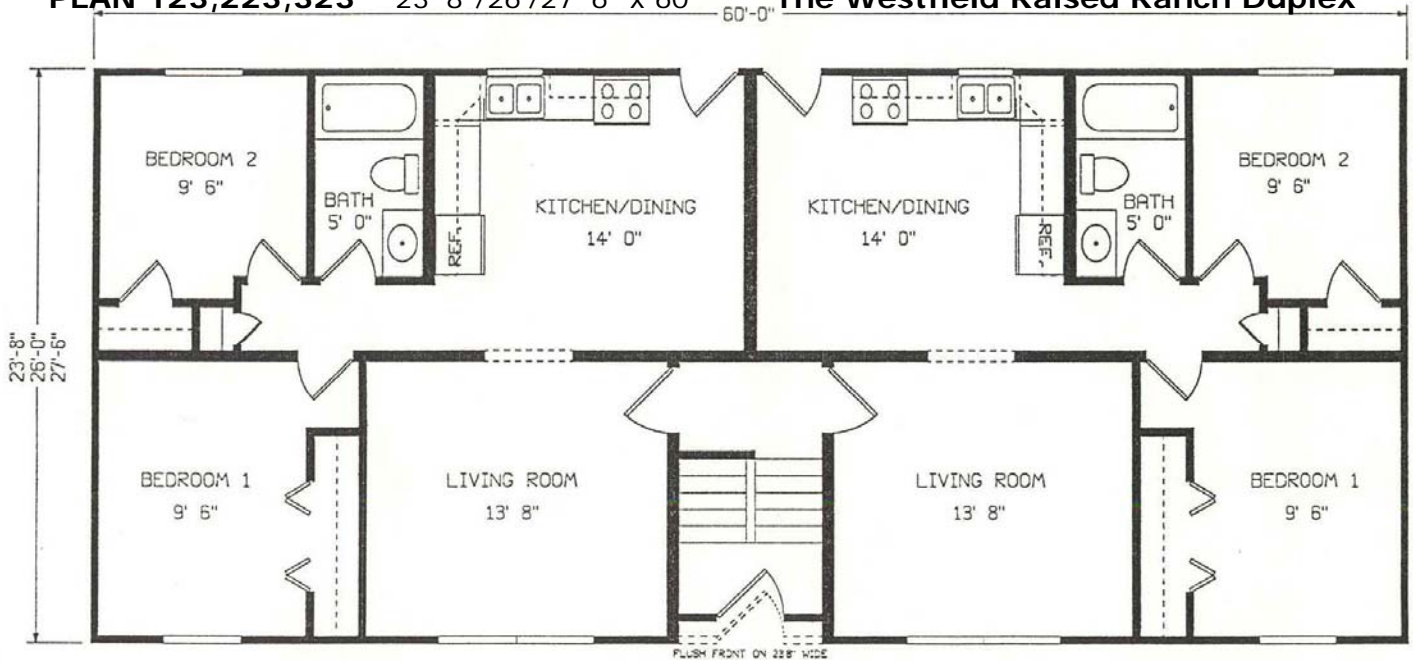 PLAN 123,223,323 23' 8"/26'/27' 6" x 60' The Westfield Raised Ranch Duplex
60'-0"
BEDROOM 2
9' 6"
BATH
5' 0"
REF.
KITCHEN/DINING
14' 0"
KITCHEN/DINING
14' 0"
REF.
BATH
5' 0"
BEDROOM 2
9' 6"
23'-8"
26'-0"
27'-6"
BEDROOM 1
9' 6"
LIVING ROOM
13' 8"
LIVING ROOM
13' 8"
BEDROOM 1
9' 6"
FLUSH FRONT ON 23'8" WIDE